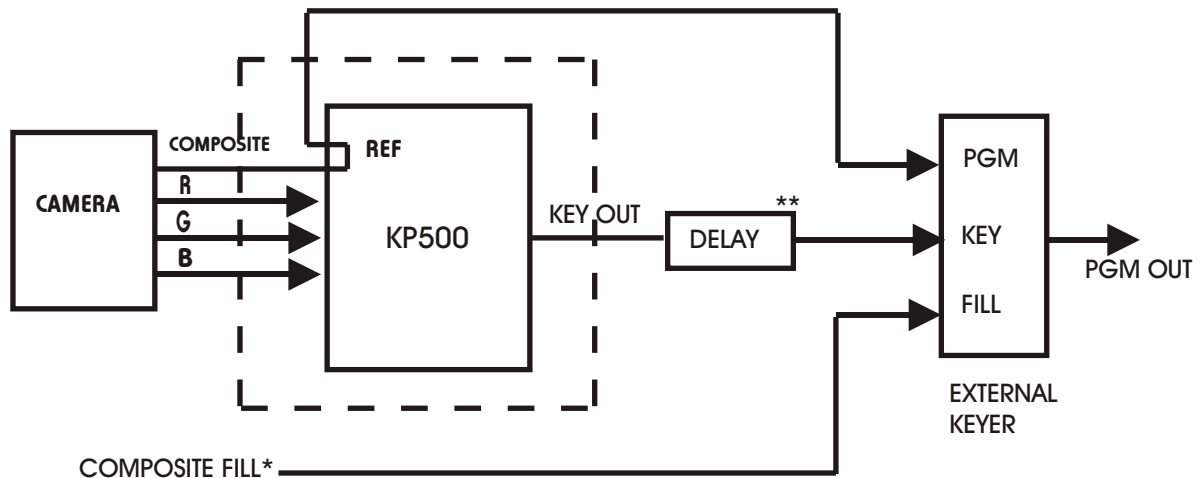 COMPOSITE
REF
R
CAMERA
G
B
KP500
KEY OUT
**
DELAY
PGM
KEY
FILL
PGM OUT
EXTERNAL
KEYER
COMPOSITE FILL*